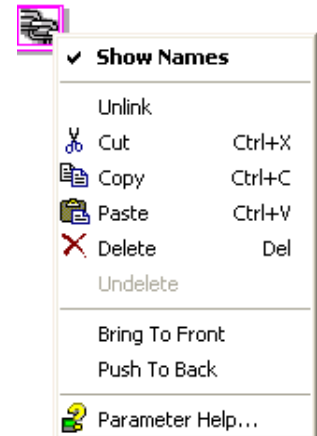 Show Names
Unlink
Cut Ctrl+X
Copy Ctrl+C
Paste Ctrl+V
Delete Del
Undelete
Bring To Front
Push To Back
Parameter Help...